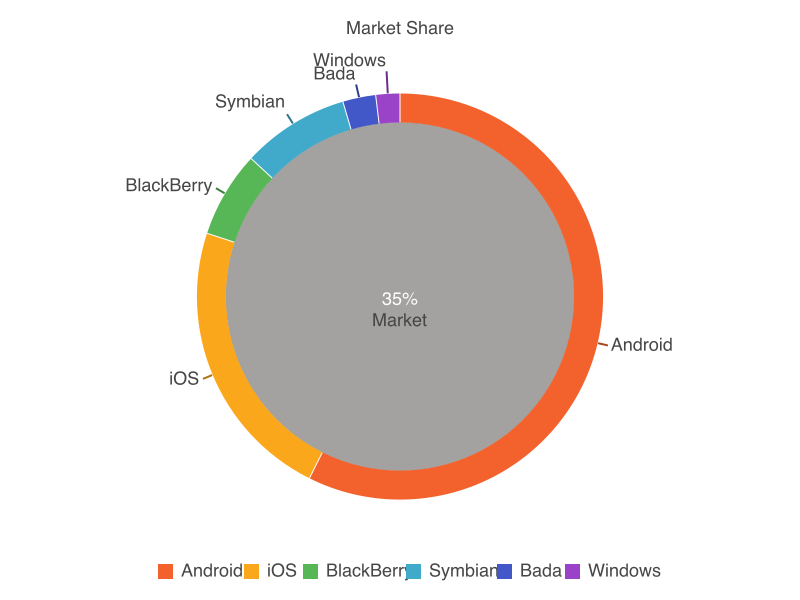 Market Share
Windows
Bada
Symbian
BlackBerry
iOS
Android
35%
Market
Android iOS BlackBerry Symbian Bada Windows